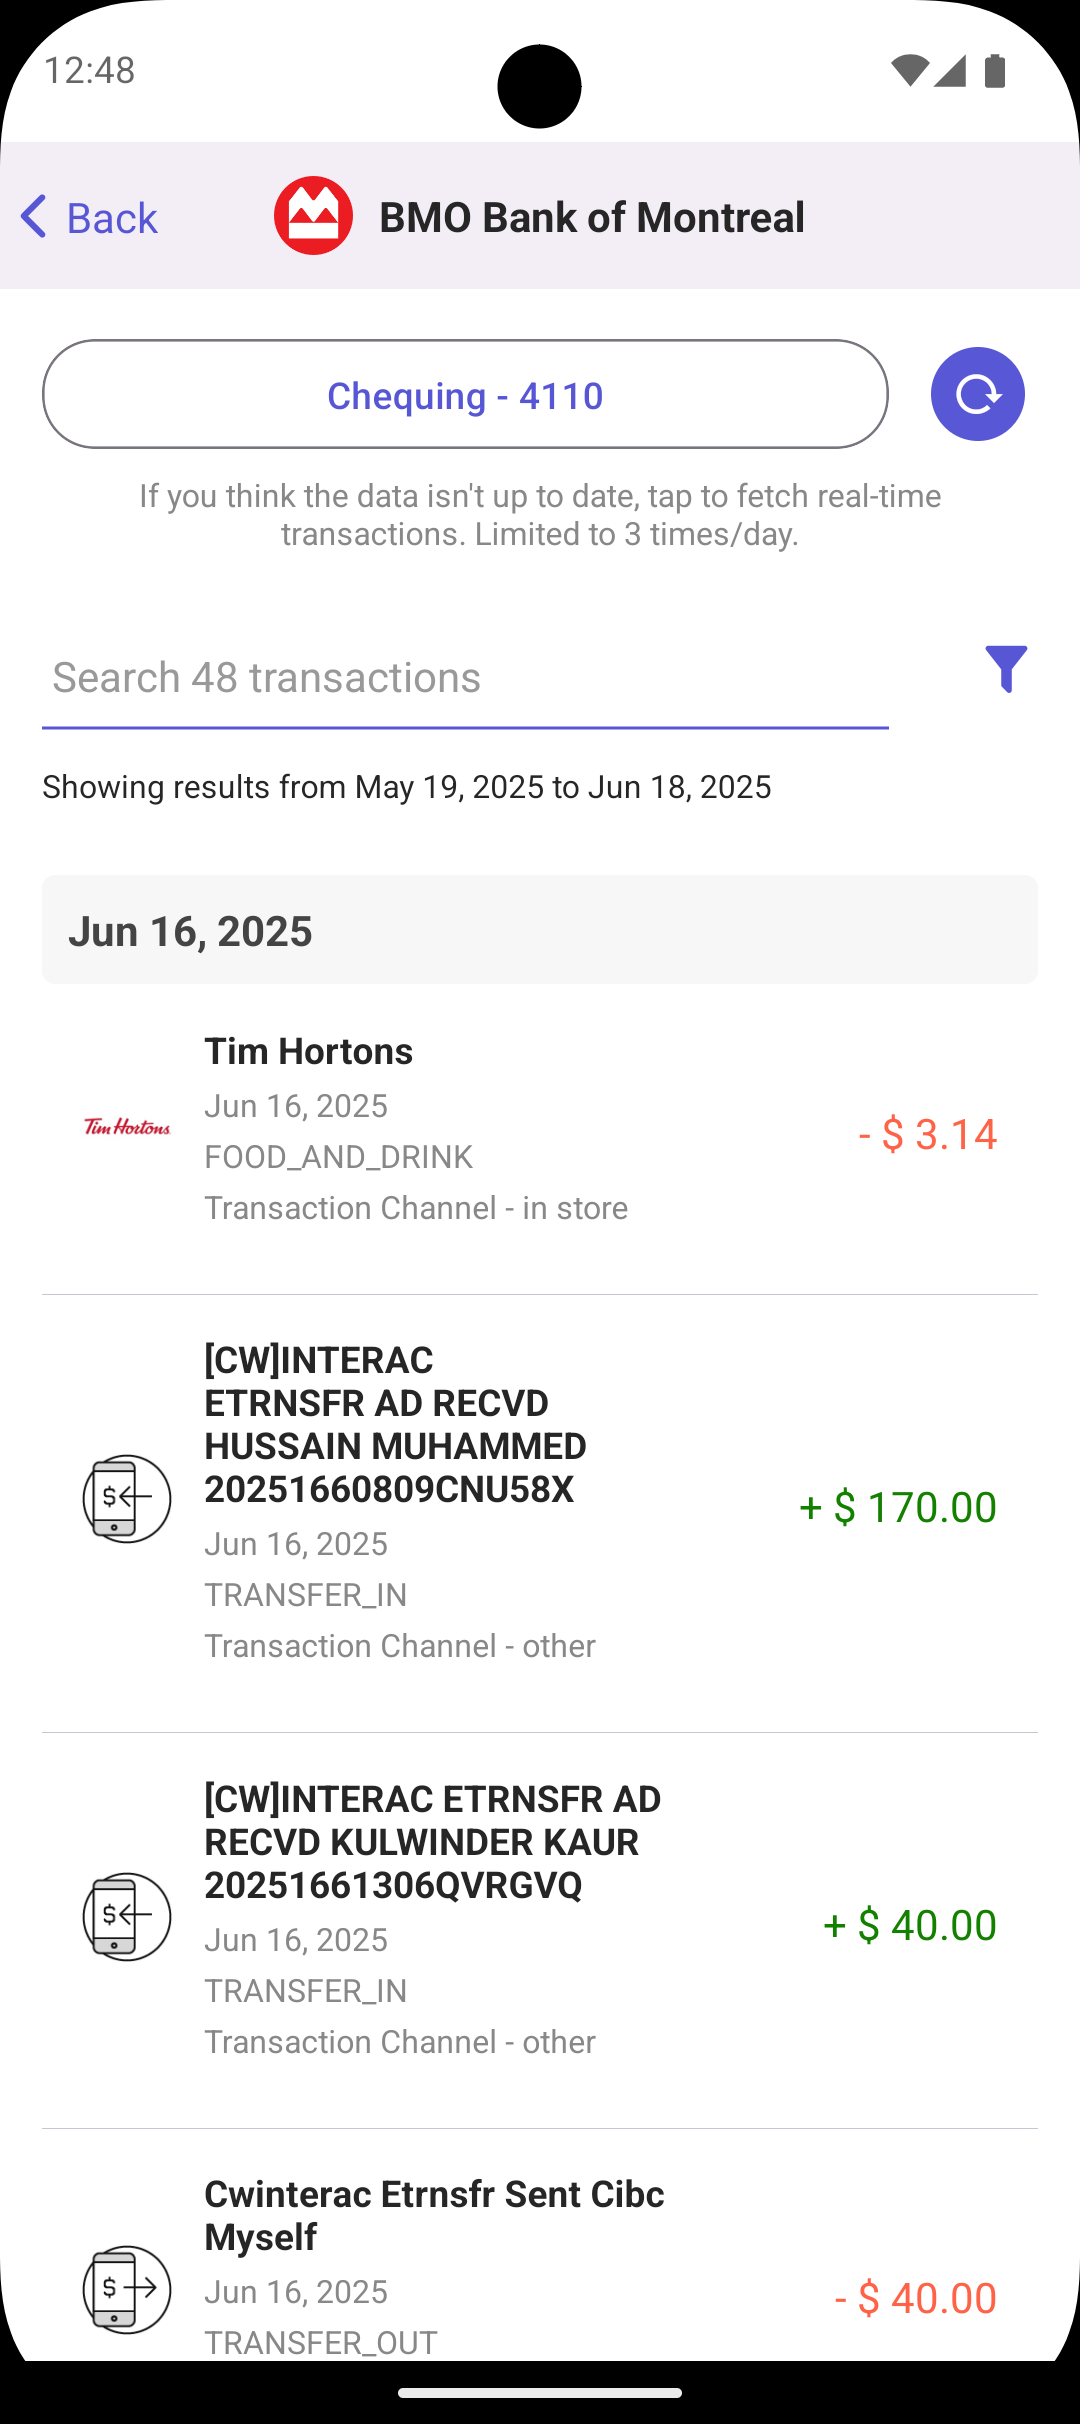 12:48
Back
BMO Bank of Montreal
Chequing - 4110
If you think the data isn't up to date, tap to fetch real-time
transactions. Limited to 3 times/day.
Search 48 transactions
Showing results from May 19, 2025 to Jun 18, 2025
Jun 16, 2025
Tim Hortons
Tim Hortons
Jun 16, 2025
FOOD_AND_DRINK
Transaction Channel - in store
- $ 3.14
[CW]INTERAC
ETRNSFR AD RECVD
HUSSAIN MUHAMMED
20251660809CNU58X
Jun 16, 2025
TRANSFER_IN
Transaction Channel - other
$
+ $ 170.00
[CW]INTERAC ETRNSFR AD
RECVD KULWINDER KAUR
20251661306QVRGVQ
Jun 16, 2025
TRANSFER_IN
Transaction Channel - other
$
+ $ 40.00
Cwinterac Etrnsfr Sent Cibc
Myself
Jun 16, 2025
TRANSFER_OUT
$
- $ 40.00